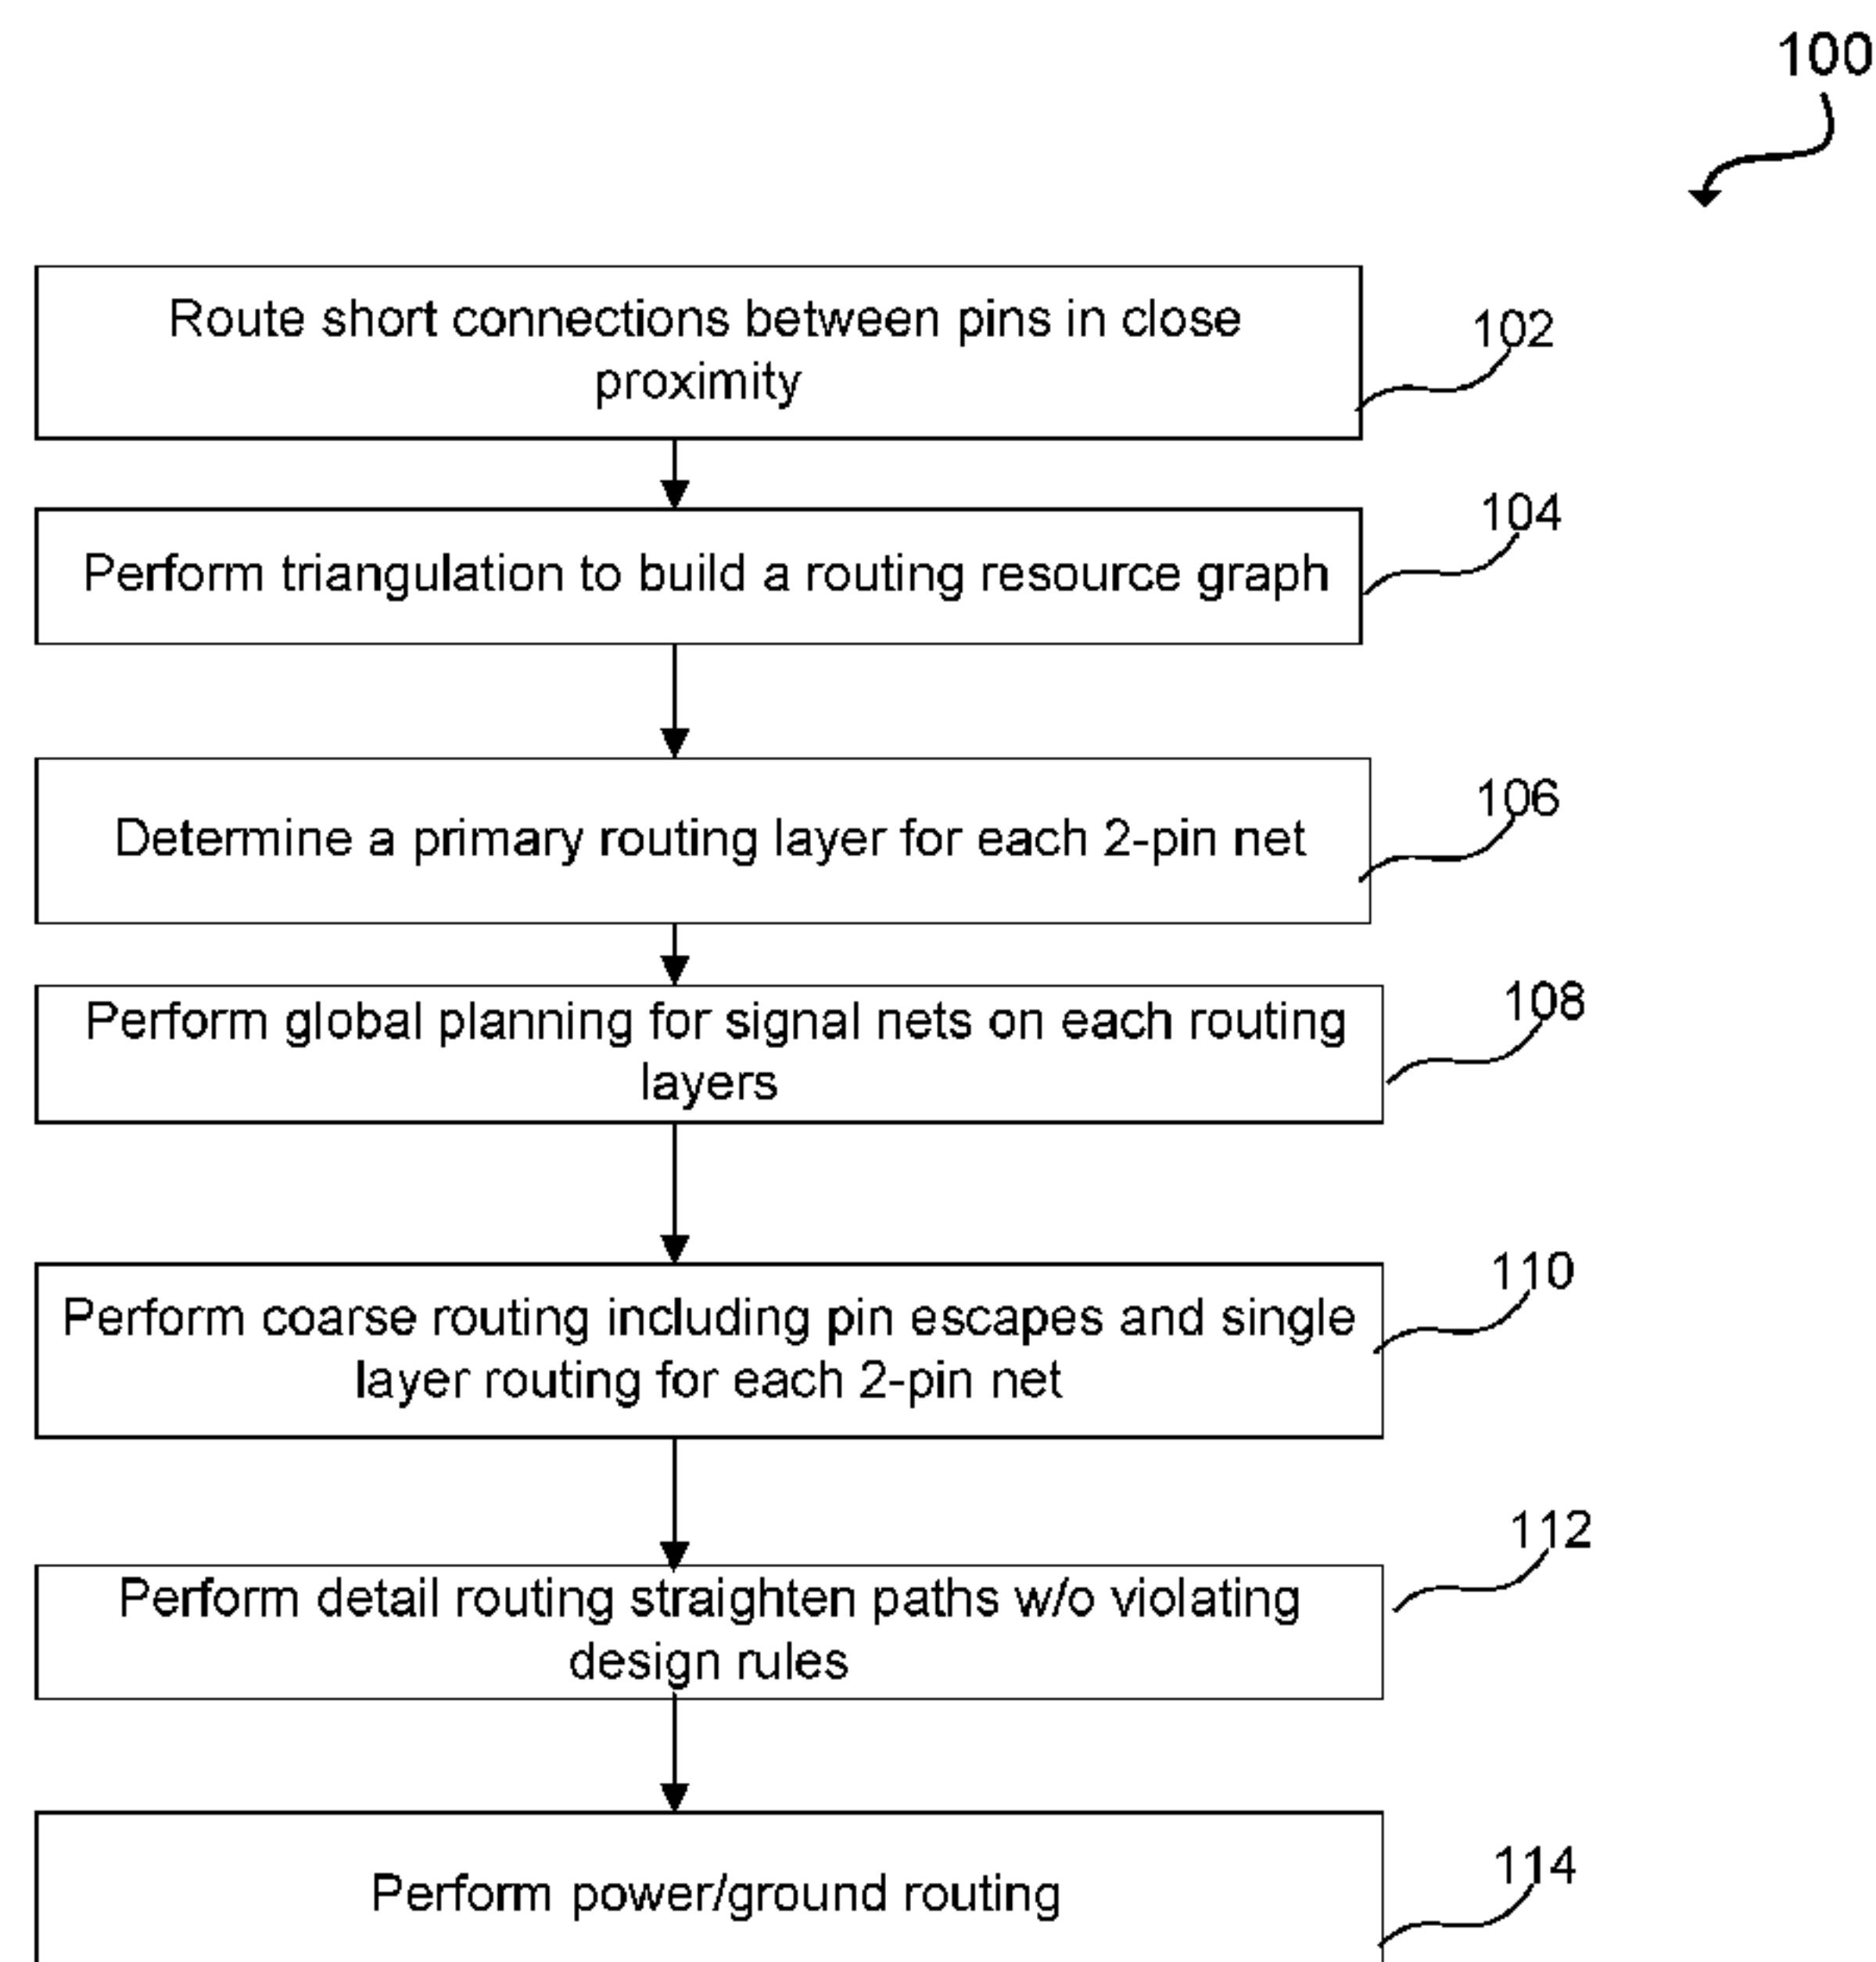 100
Route short connections between pins in close
proximity
102
Perform triangulation to build a routing resource graph
104
Determine a primary routing layer for each 2-pin net
106
Perform global planning for signal nets on each routing
layers
108
Perform coarse routing including pin escapes and single
layer routing for each 2-pin net
110
Perform detail routing straighten paths w/o violating
design rules
112
Perform power/ground routing
114